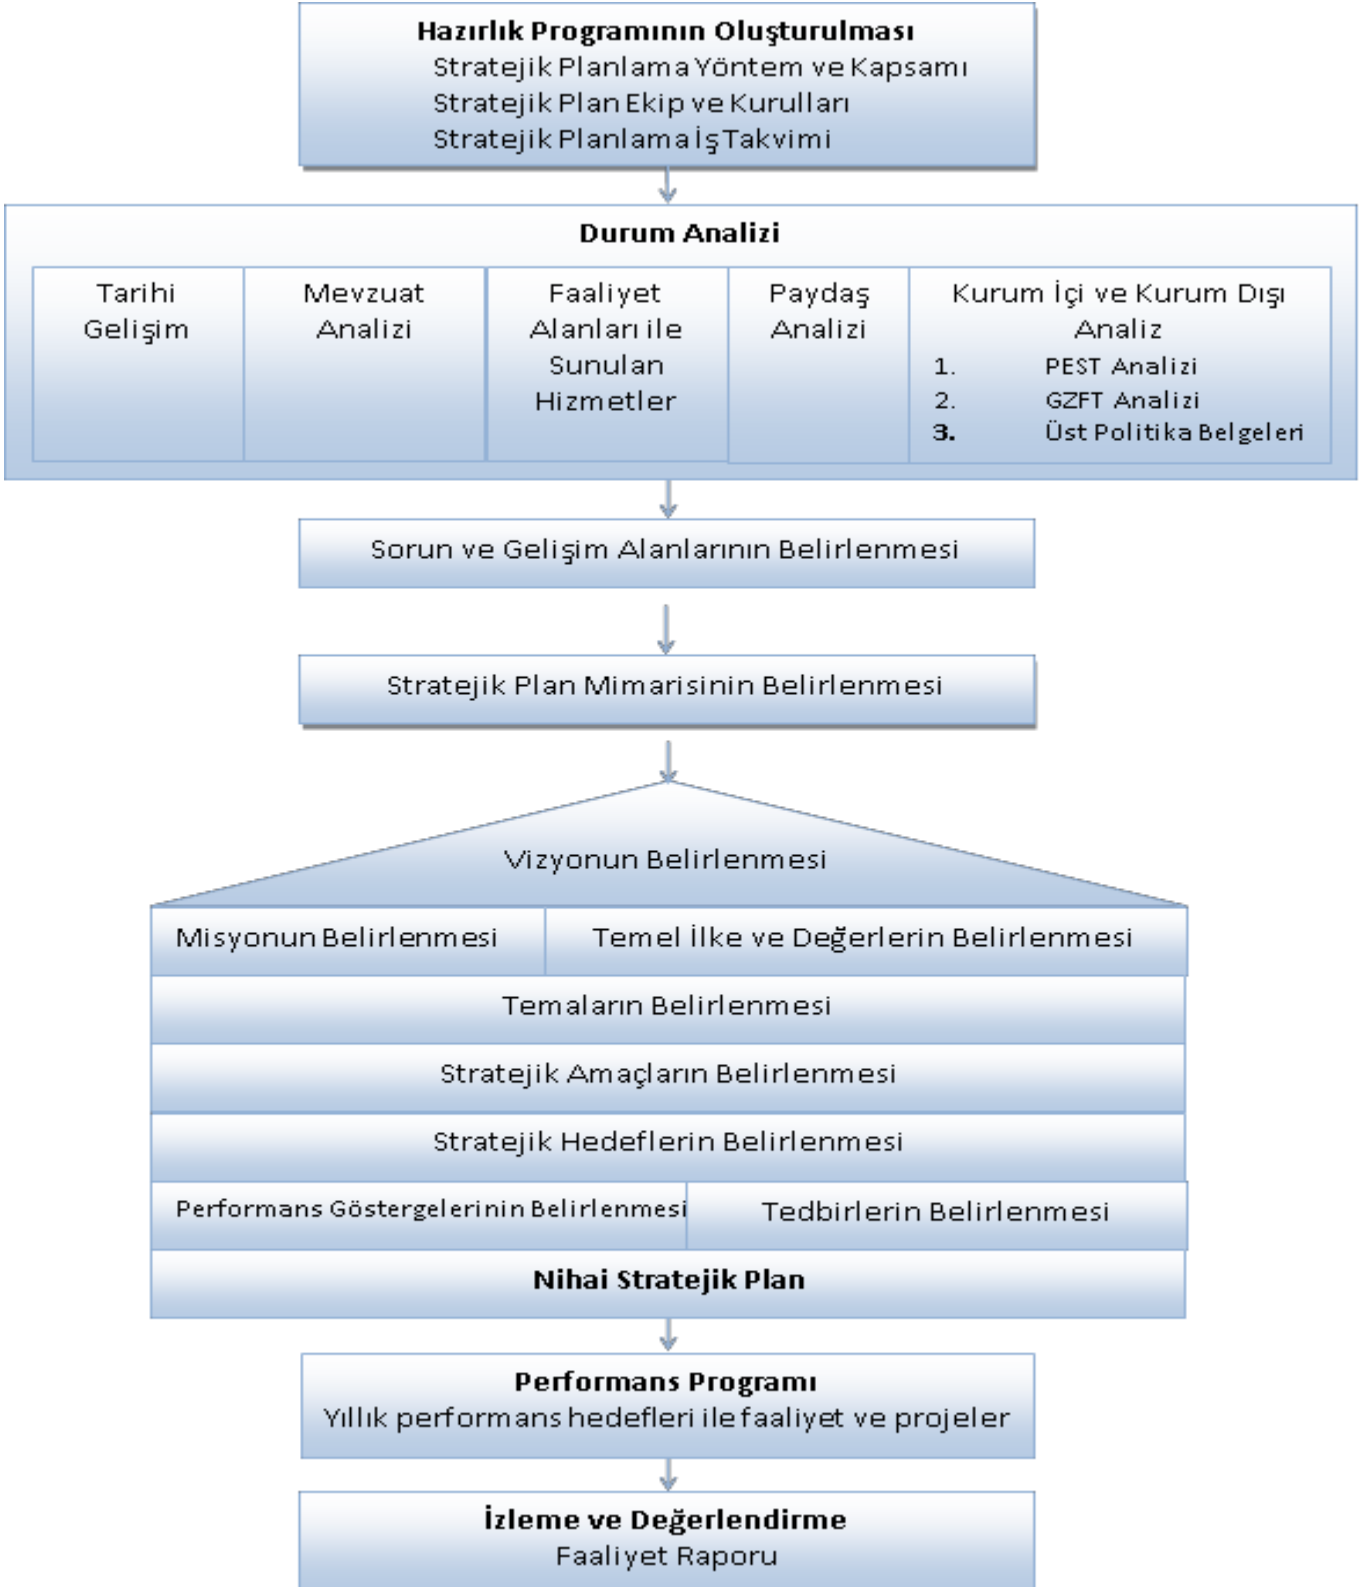 Hazırlık Programının Oluşturulması
Stratejik Planlama Yöntem ve Kapsamı
Stratejik Plan Ekip ve Kurulları
Stratejik Planlama İş Takvimi
Durum Analizi
Tarihi
Gelişim
Mevzuat
Analizi
Faaliyet
Alanları ile
Sunulan
Hizmetler
Paydaş
Analizi
Kurum İçi ve Kurum Dışı
Analiz
1. PEST Analizi
2. GZFT Analizi
3. Üst Politika Belgeleri
Sorun ve Gelişim Alanlarının Belirlenmesi
Stratejik Plan Mimarisinin Belirlenmesi
Vizyonun Belirlenmesi
Misyonun Belirlenmesi
Temel İlke ve Değerlerin Belirlenmesi
Temaların Belirlenmesi
Stratejik Amaçların Belirlenmesi
Stratejik Hedeflerin Belirlenmesi
Performans Göstergelerinin Belirlenmesi
Tedbirlerin Belirlenmesi
Nihai Stratejik Plan
Performans Programı
Yıllık performans hedefleri ile faaliyet ve projeler
İzleme ve Değerlendirme
Faaliyet Raporu